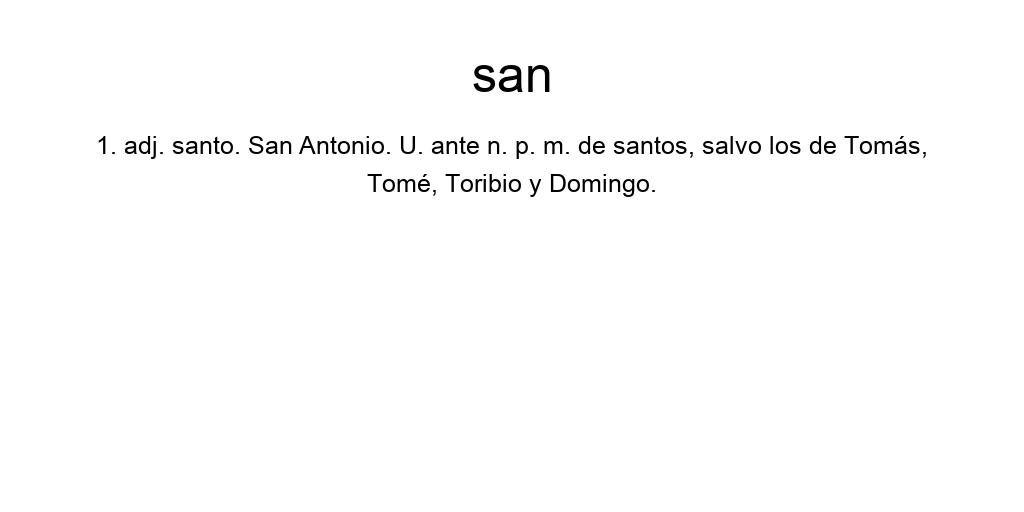 san
1. adj. santo. San Antonio. U. ante n. p. m. de santos, salvo los de Tomás,
Tomé, Toribio y Domingo.